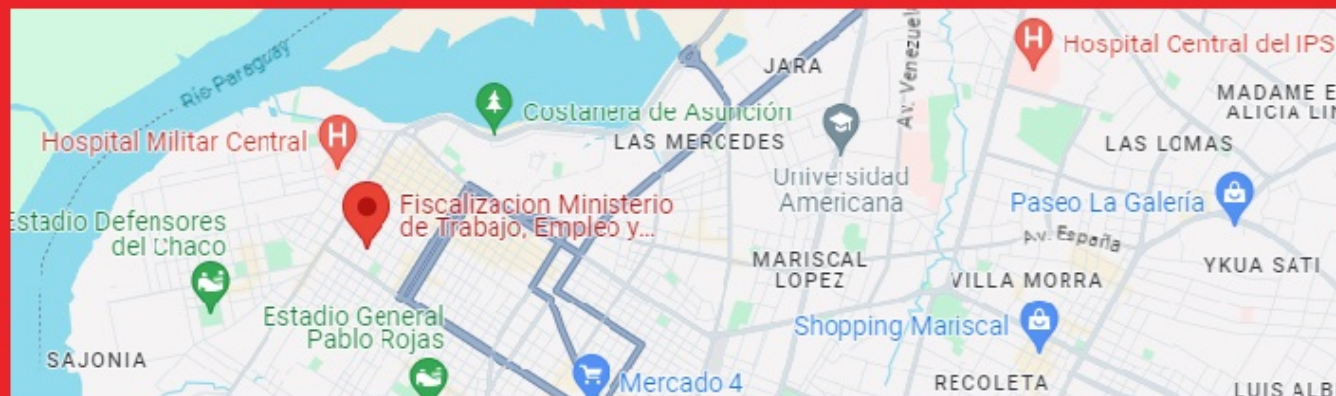 Río Paraguay
JARA
Av. Venezuel
Hospital Central del IPS
MADAME E
ALICIA LIN
Costanera de Asunción
LAS MERCEDES
LAS LOMAS
Hospital Militar Central
Universidad
Americana
Paseo La Galería
Fiscalizacion Ministerio
de Trabajo, Empleo y...
Estadio Defensores
del Chaco
Av. España
MARISCAL
LOPEZ
VILLA MORRA
YKUA SATI
Estadio General
Pablo Rojas
Shopping Mariscal
SAJONIA
Mercado 4
RECOLETA
LUIS ALB